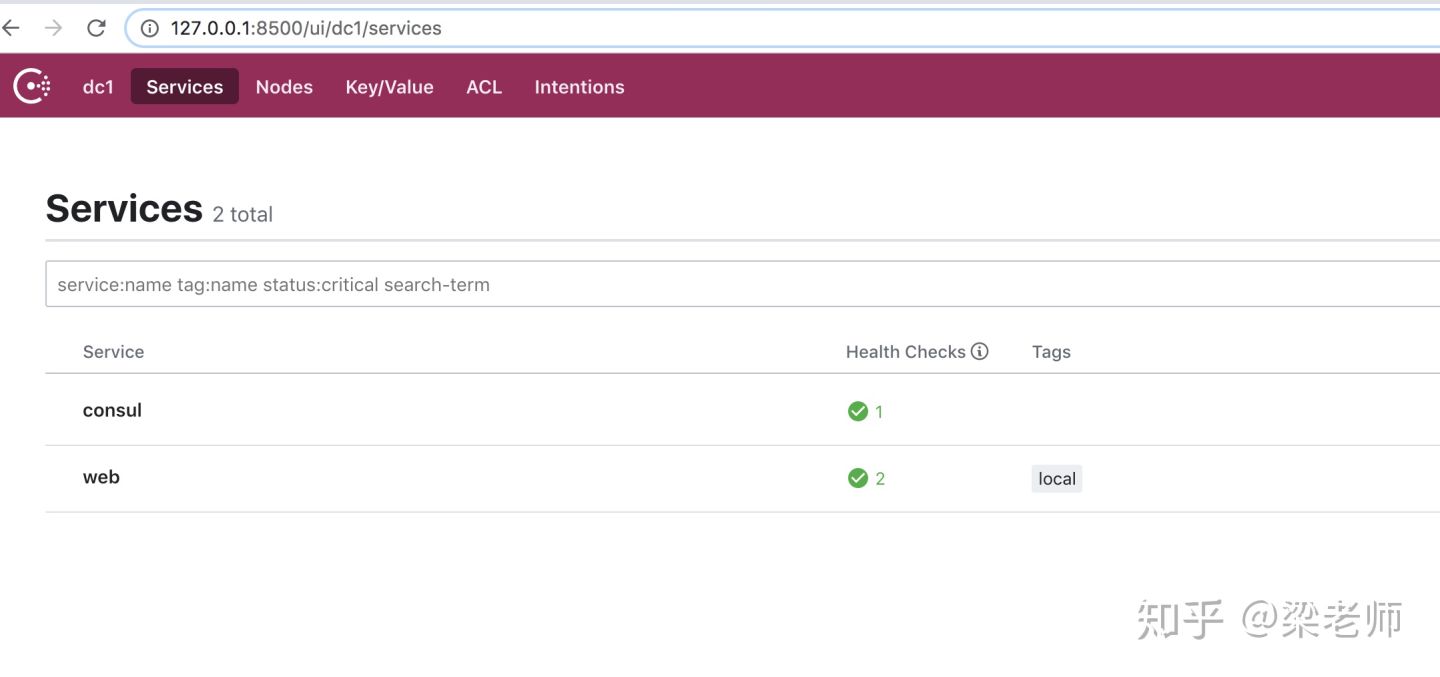 127.0.0.1:8500/ui/dc1/services
dc1 Services Nodes Key/Value ACL Intentions
Services 2 total
service:name tag:name status:critical search-term
Service Health Checks Tags
consul 1
web 2 local
知乎 @梁老师